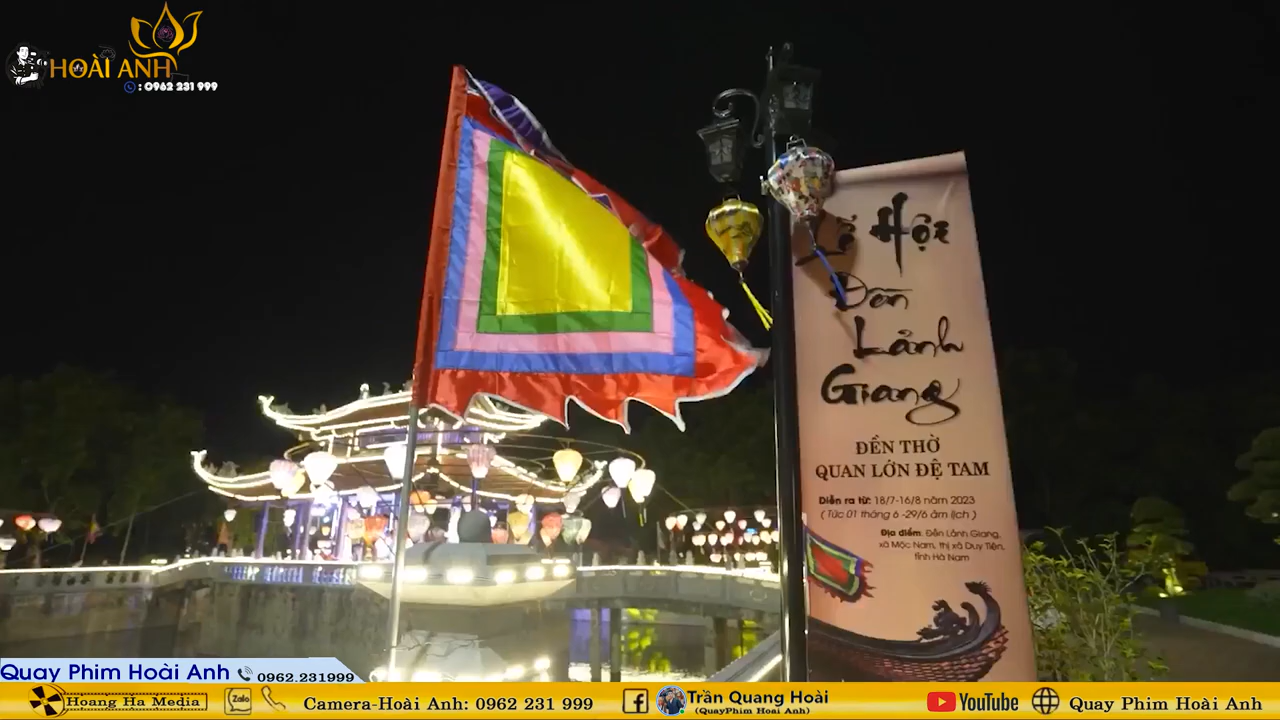 HOÀI ANH
: 0962 231 999
Lễ Hội
Đền
Lảnh
Giang
ĐỀN THỜ
QUAN LỚN ĐỆ TAM
Diễn ra từ: 18/7-16/8 năm 2023
( Tức 01 tháng 6 -29/6 âm lịch )
Địa điểm: Đền Lảnh Giang,
xã Mộc Nam, thị xã Duy Tiên,
tỉnh Hà Nam
Quay Phim Hoài Anh 0962.231999
Hoang Ha Media
Zalo
Camera-Hoài Anh: 0962 231 999
Trần Quang Hoài
(QuayPhim Hoai Anh)
YouTube
Quay Phim Hoài Anh